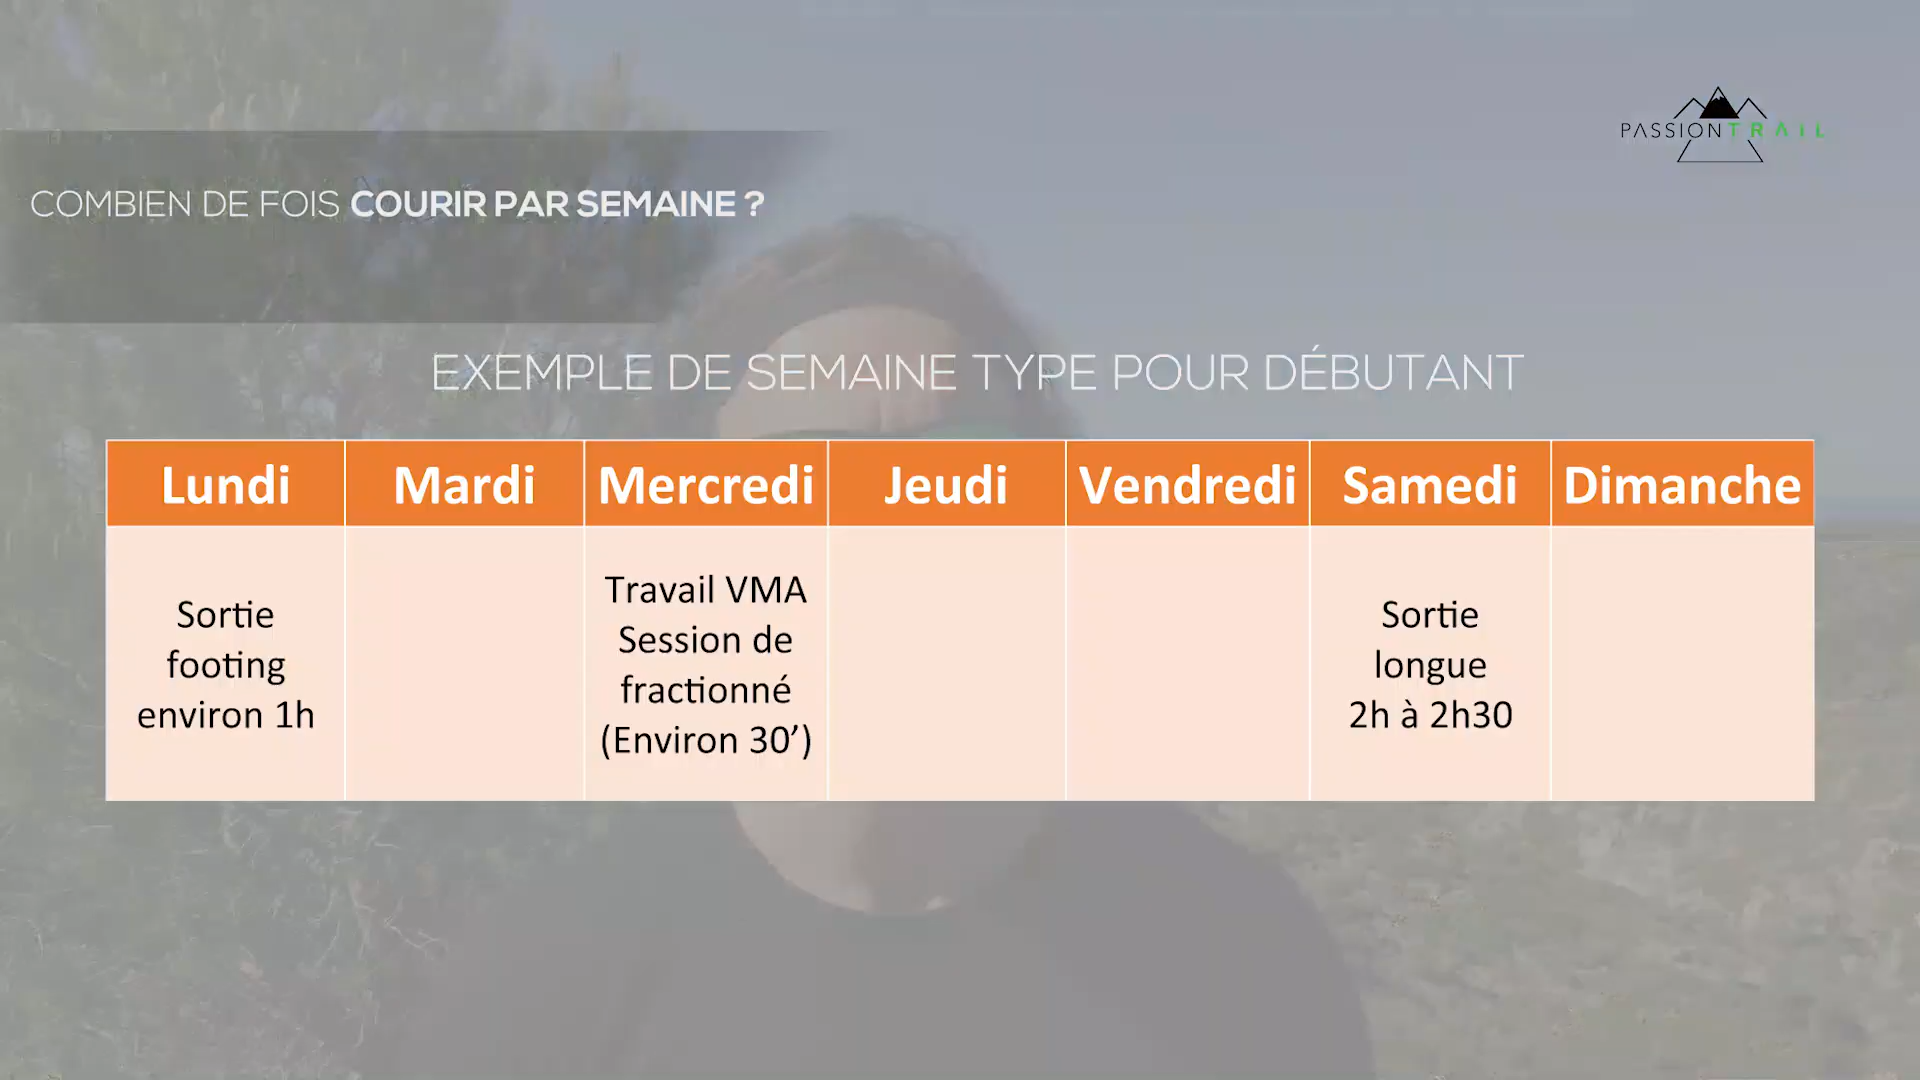 PASSIONTRAIL
COMBIEN DE FOIS COURIR PAR SEMAINE ?
EXEMPLE DE SEMAINE TYPE POUR DÉBUTANT
Lundi Mardi Mercredi Jeudi Vendredi Samedi Dimanche
Sortie
footing
environ 1h
Travail VMA
Session de
fractionné
(Environ 30’)
Sortie
longue
2h à 2h30